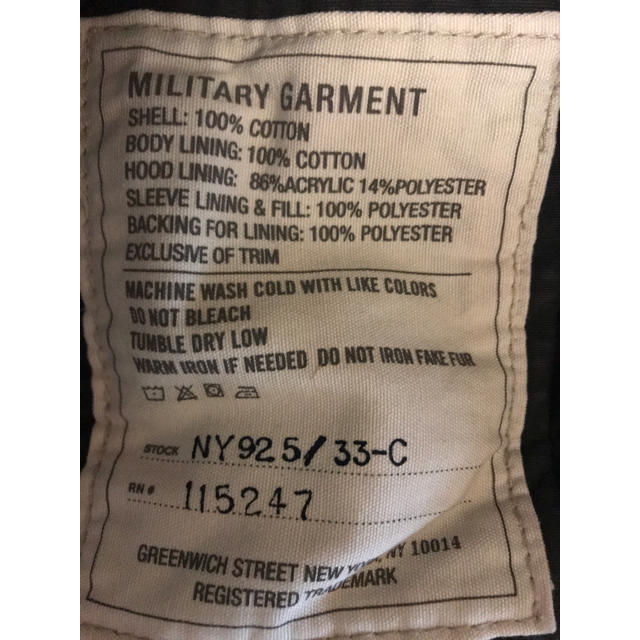 MILITARY GARMENT
SHELL: 100% COTTON
BODY LINING: 100% COTTON
HOOD LINING: 86%ACRYLIC 14%POLYESTER
SLEEVE LINING & FILL: 100% POLYESTER
BACKING FOR LINING: 100% POLYESTER
EXCLUSIVE OF TRIM
MACHINE WASH COLD WITH LIKE COLORS
DO NOT BLEACH
TUMBLE DRY LOW
WARM IRON IF NEEDED DO NOT IRON FAKE FUR
STOCK NY925/33-C
RN # 115247
GREENWICH STREET NEW YORK, NY 10014
REGISTERED TRADEMARK